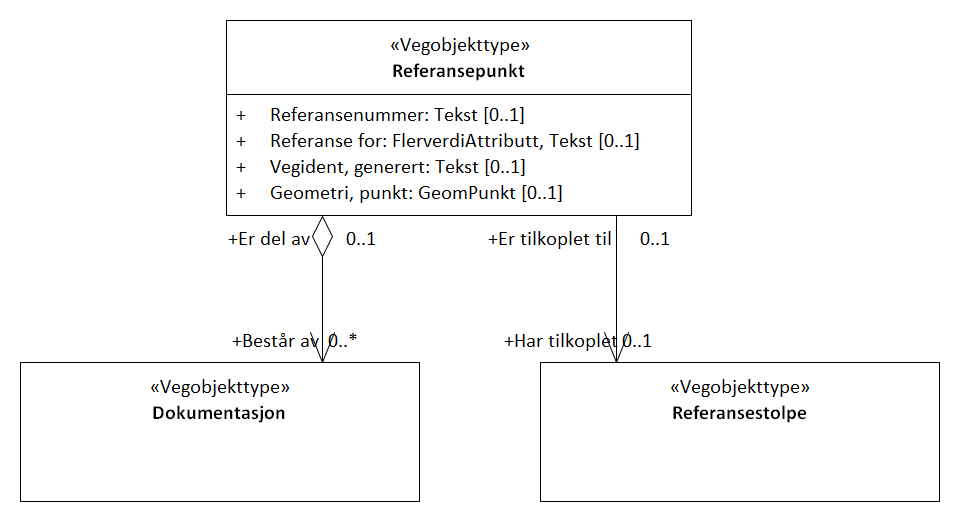 «Vegobjekttype»
Referansepunkt
+ Referansenummer: Tekst [0..1]
+ Referanse for: FlerverdiAttributt, Tekst [0..1]
+ Vegident, generert: Tekst [0..1]
+ Geometri, punkt: GeomPunkt [0..1]
+Er del av 0..1 +Er tilkoplet til 0..1
+Består av 0..* +Har tilkoplet 0..1
«Vegobjekttype» «Vegobjekttype»
Dokumentasjon Referansestolpe